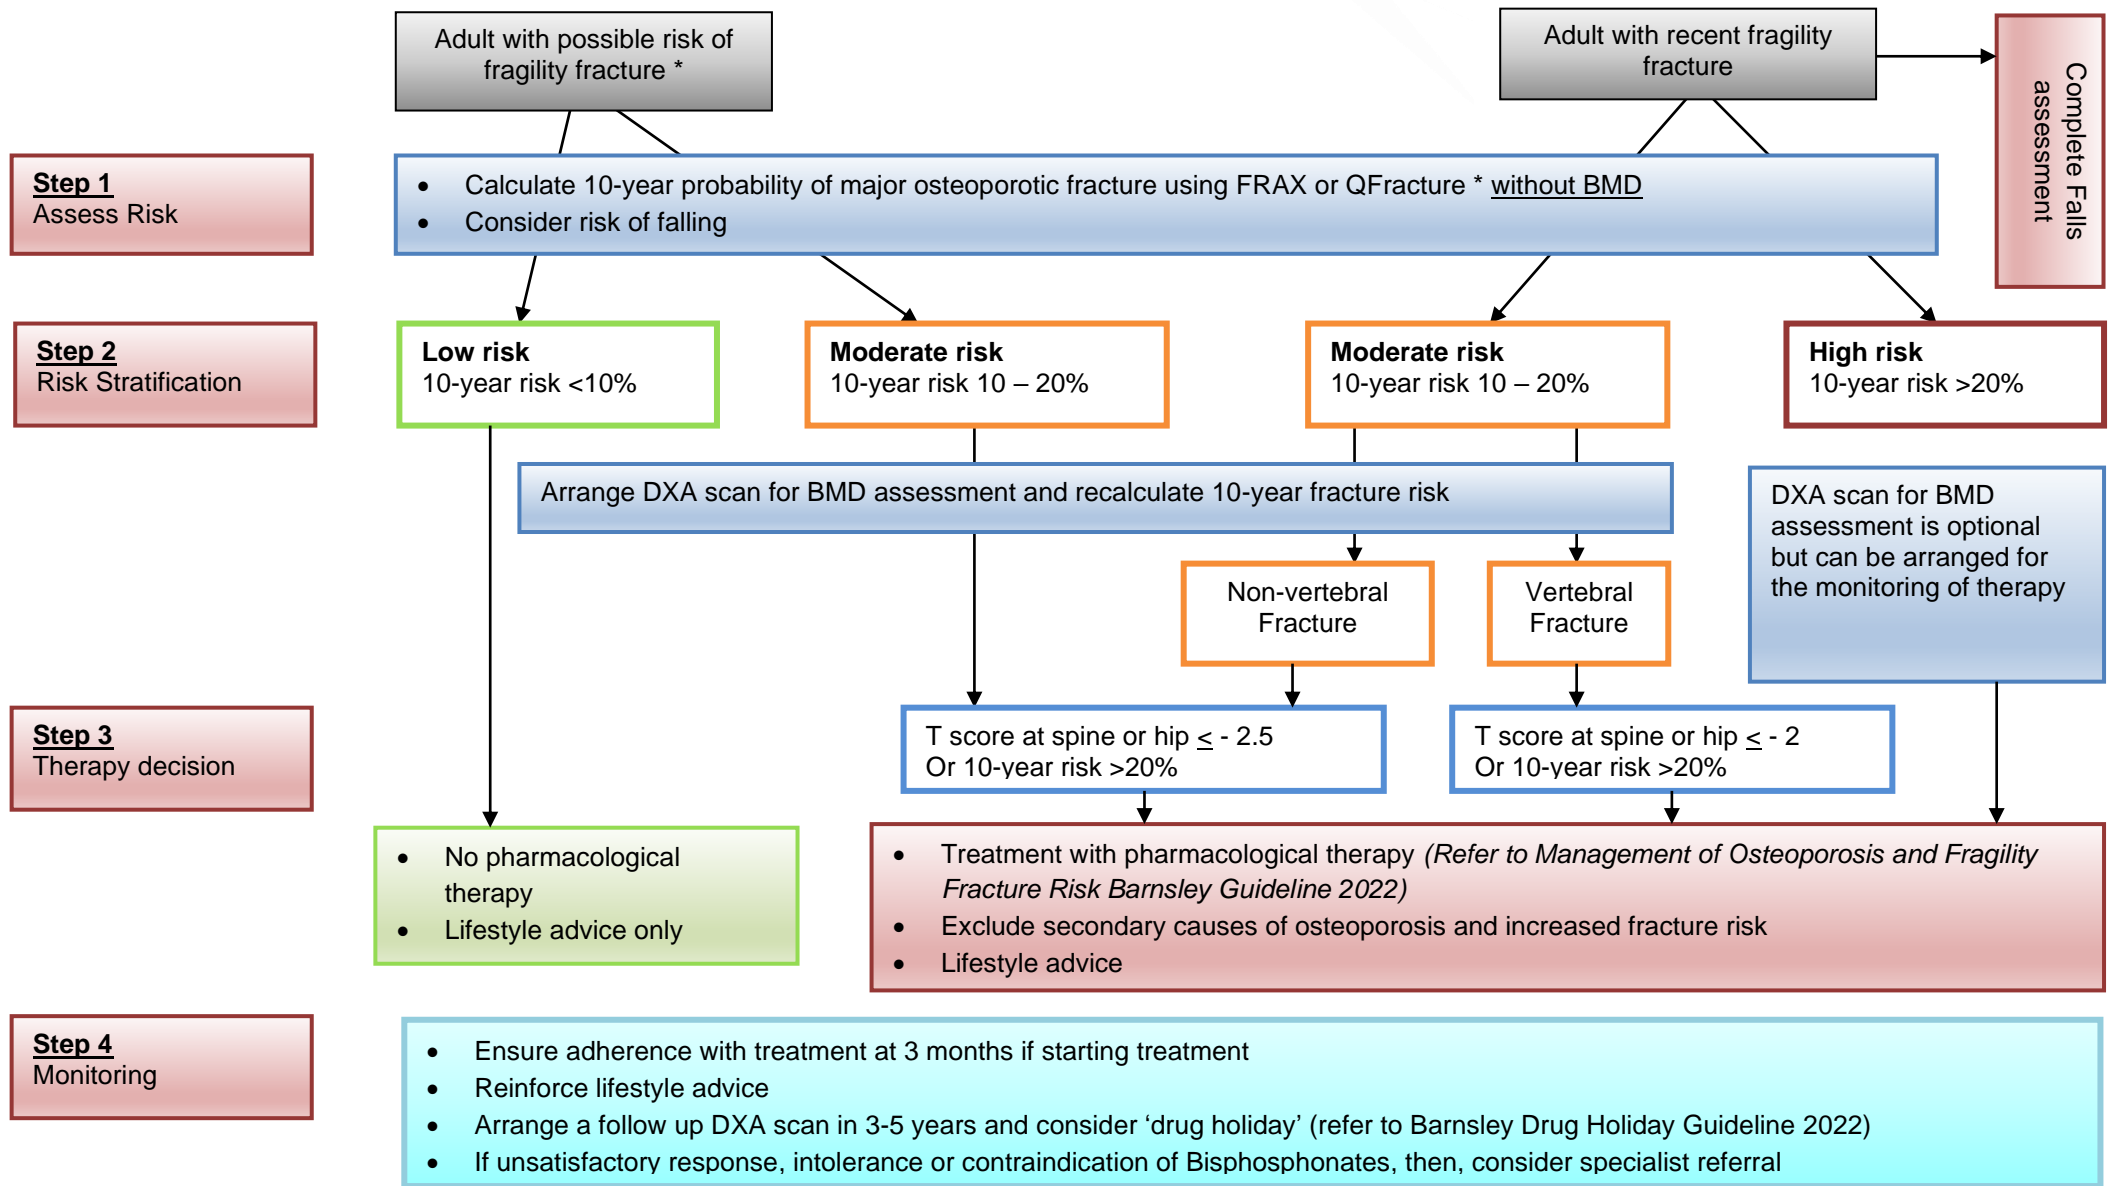 Adult with possible risk of
fragility fracture *
Adult with recent fragility
fracture
Complete Falls
assessment
Step 1
Assess Risk
• Calculate 10-year probability of major osteoporotic fracture using FRAX or QFracture * without BMD
• Consider risk of falling
Step 2
Risk Stratification
Low risk
10-year risk <10%
Moderate risk
10-year risk 10 – 20%
Moderate risk
10-year risk 10 – 20%
High risk
10-year risk >20%
Arrange DXA scan for BMD assessment and recalculate 10-year fracture risk
DXA scan for BMD
assessment is optional
but can be arranged for
the monitoring of therapy
Non-vertebral
Fracture
Vertebral
Fracture
Step 3
Therapy decision
T score at spine or hip < - 2.5
Or 10-year risk >20%
T score at spine or hip < - 2
Or 10-year risk >20%
• No pharmacological
therapy
• Lifestyle advice only
• Treatment with pharmacological therapy (Refer to Management of Osteoporosis and Fragility
Fracture Risk Barnsley Guideline 2022)
• Exclude secondary causes of osteoporosis and increased fracture risk
• Lifestyle advice
Step 4
Monitoring
• Ensure adherence with treatment at 3 months if starting treatment
• Reinforce lifestyle advice
• Arrange a follow up DXA scan in 3-5 years and consider ‘drug holiday’ (refer to Barnsley Drug Holiday Guideline 2022)
• If unsatisfactory response, intolerance or contraindication of Bisphosphonates, then, consider specialist referral